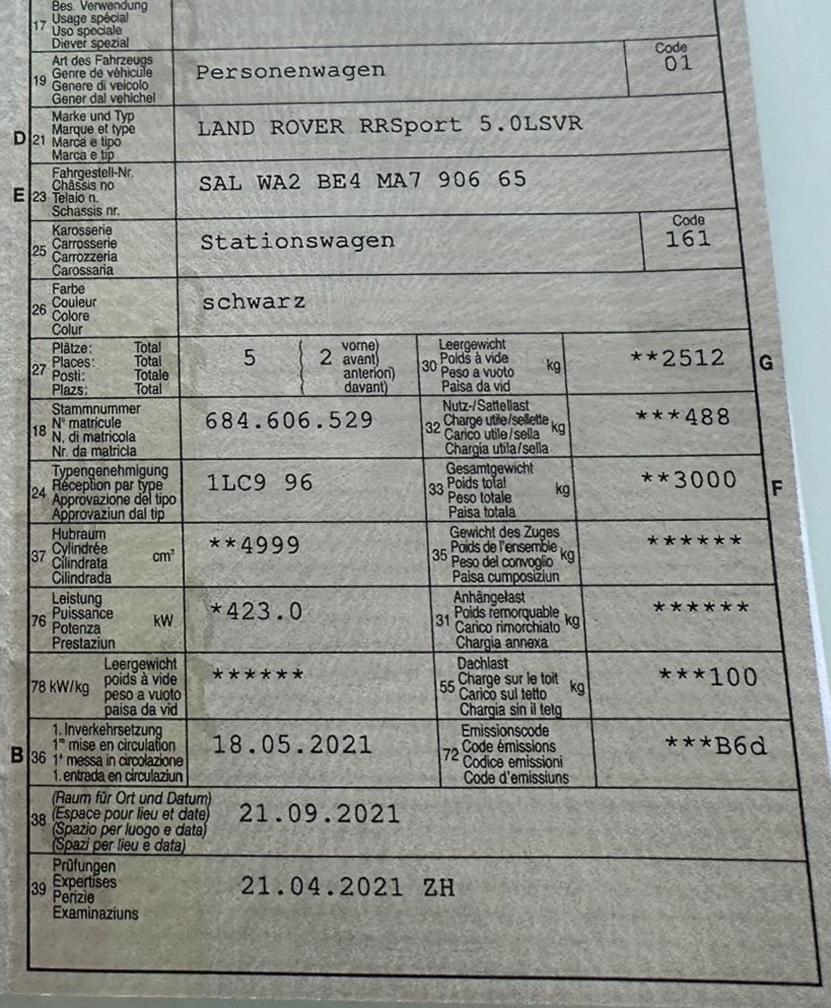 Bes. Verwendung
17 Usage spécial
Uso speciale
Diever spezial
Art des Fahrzeugs
19 Genre de véhicule
Genere di veicolo
Gener dal vehichel
Personenwagen
Code
01
Marke und Typ
D 21 Marque et type
Marca e tipo
Marca e tip
LAND ROVER RRSport 5.0LSVR
Fahrgestell-Nr.
E 23 Châssis no
Telaio n.
Schassis nr.
SAL WA2 BE4 MA7 906 65
Karosserie
25 Carrosserie
Carrozzeria
Carossaria
Stationswagen
Code
161
Farbe
26 Couleur
Colore
Colur
schwarz
Plätze: Total
27 Places: Total
Posti: Totale
Plazs: Total
5 ( 2 vorne)
avant)
anteriori)
davant)
Leergewicht
30 Poids à vide kg
Peso a vuoto
Paisa da vid
**2512 G
Stammnummer
18 N° matricule
N. di matricola
Nr. da matricla
684.606.529
Nutz-/Sattellast
32 Charge utile/sellette kg
Carico utile/sella
Chargia utila/sella
***488
Typengenehmigung
24 Réception par type
Approvazione del tipo
Approvaziun dal tip
1LC9 96
Gesamtgewicht
33 Poids total kg
Peso totale
Paisa totala
**3000 F
Hubraum
37 Cylindrée cm³
Cilindrata
Cilindrada
**4999
Gewicht des Zuges
35 Poids de l'ensemble kg
Peso del convoglio
Paisa cumposiziun
******
Leistung
76 Puissance kW
Potenza
Prestaziun
*423.0
Anhängelast
31 Poids remorquable kg
Carico rimorchiato
Chargia annexa
******
Leergewicht
78 kW/kg poids à vide
peso a vuoto
paisa da vid
******
Dachlast
55 Charge sur le toit kg
Carico sul tetto
Chargia sin il tetg
***100
1. Inverkehrsetzung
B 36 1re mise en circulation
1a messa in circolazione
1. entrada en circulaziun
18.05.2021
Emissionscode
72 Code émissions
Codice emissioni
Code d'emissiuns
***B6d
(Raum für Ort und Datum)
38 (Espace pour lieu et date)
(Spazio per luogo e data)
(Spazi per lieu e data)
21.09.2021
Prüfungen
39 Expertises
Perizie
Examinaziuns
21.04.2021 ZH